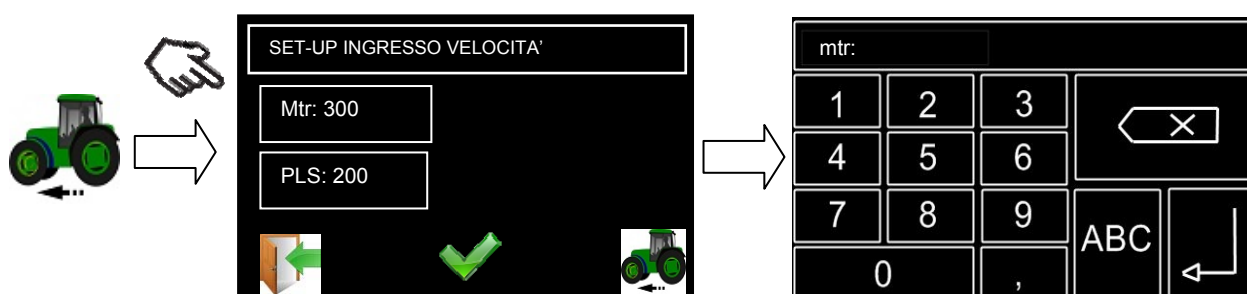 SET-UP INGRESSO VELOCITA’
Mtr: 300
PLS: 200
mtr:
1 2 3
4 5 6
7 8 9 ABC
0 ,